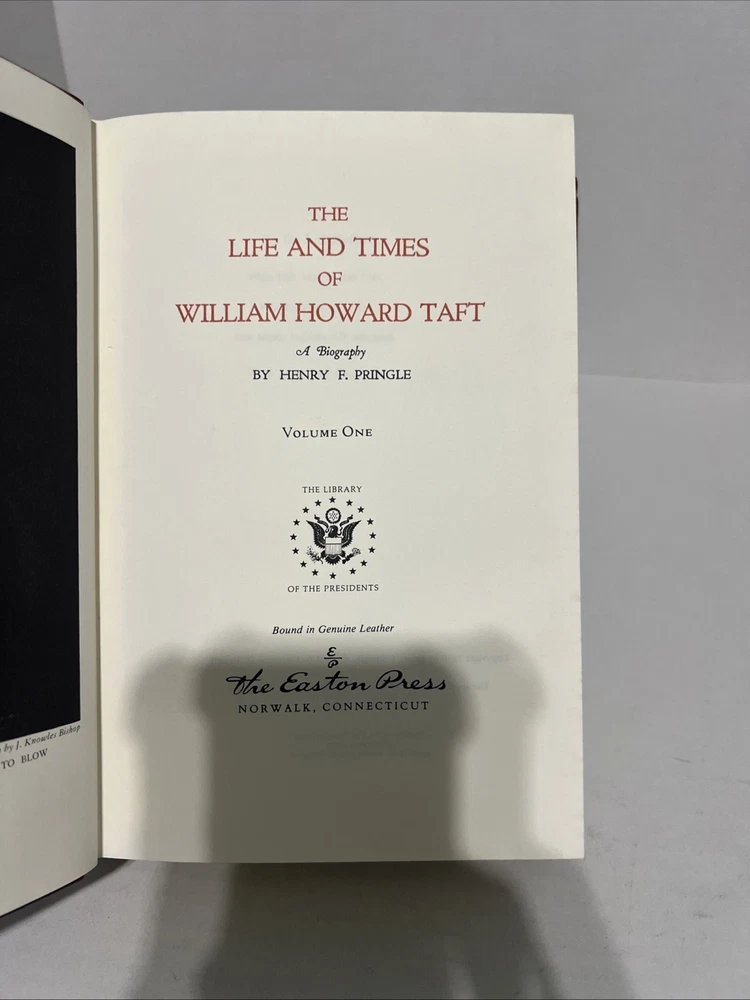 by J. Knowles Bishop
TO BLOW
THE
LIFE AND TIMES
OF
WILLIAM HOWARD TAFT
A Biography
BY HENRY F. PRINGLE
VOLUME ONE
THE LIBRARY
OF THE PRESIDENTS
Bound in Genuine Leather
E
P
The Easton Press
NORWALK, CONNECTICUT